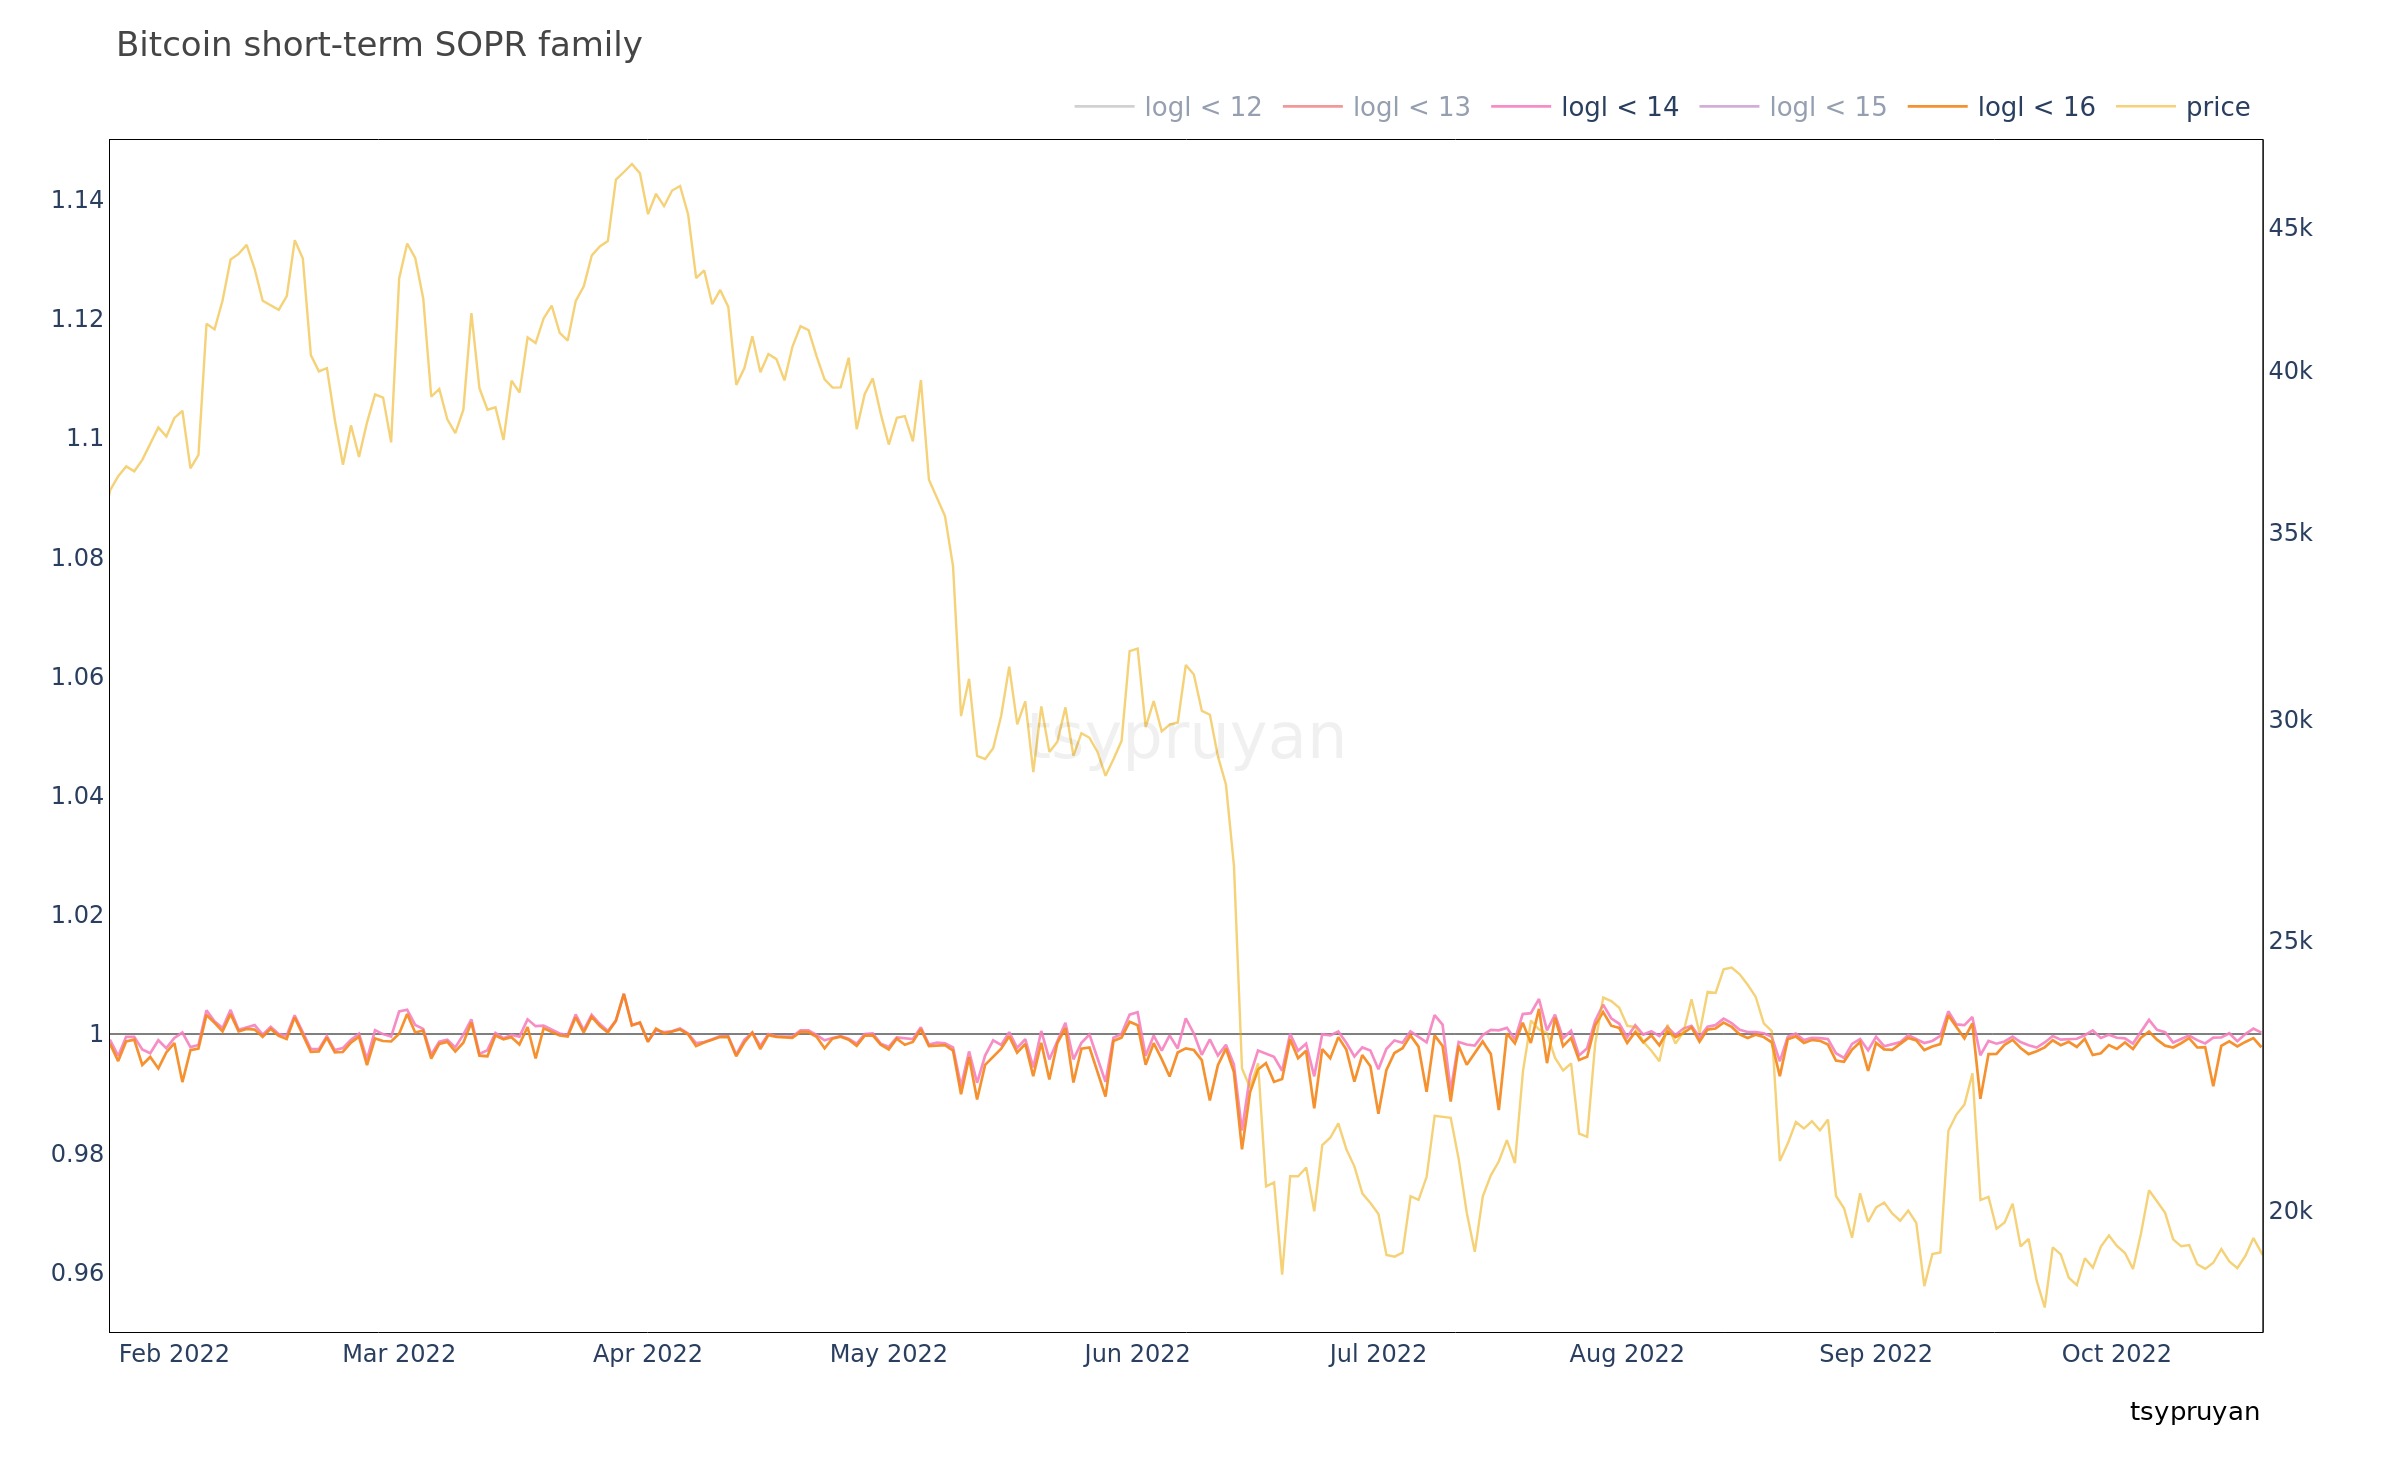 Bitcoin short-term SOPR family
logl < 12 logl < 13 logl < 14 logl < 15 logl < 16 price
1.14
1.12
1.1
1.08
1.06
1.04
1.02
1
0.98
0.96
45k
40k
35k
30k
25k
20k
tsypruyan
Feb 2022 Mar 2022 Apr 2022 May 2022 Jun 2022 Jul 2022 Aug 2022 Sep 2022 Oct 2022
tsypruyan